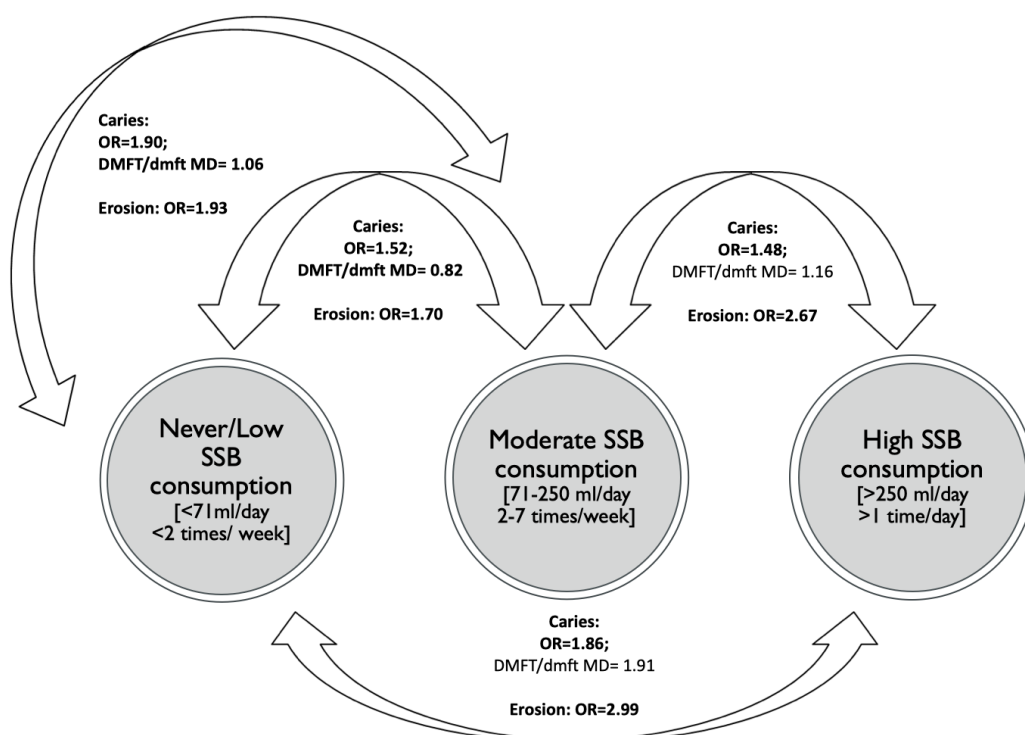 Caries:
OR=1.90;
DMFT/dmft MD= 1.06
Erosion: OR=1.93
Caries:
OR=1.52;
DMFT/dmft MD= 0.82
Erosion: OR=1.70
Caries:
OR=1.48;
DMFT/dmft MD= 1.16
Erosion: OR=2.67
Never/Low
SSB
consumption
[<71ml/day
<2 times/ week]
Moderate SSB
consumption
[71-250 ml/day
2-7 times/week]
High SSB
consumption
[>250 ml/day
>1 time/day]
Caries:
OR=1.86;
DMFT/dmft MD= 1.91
Erosion: OR=2.99